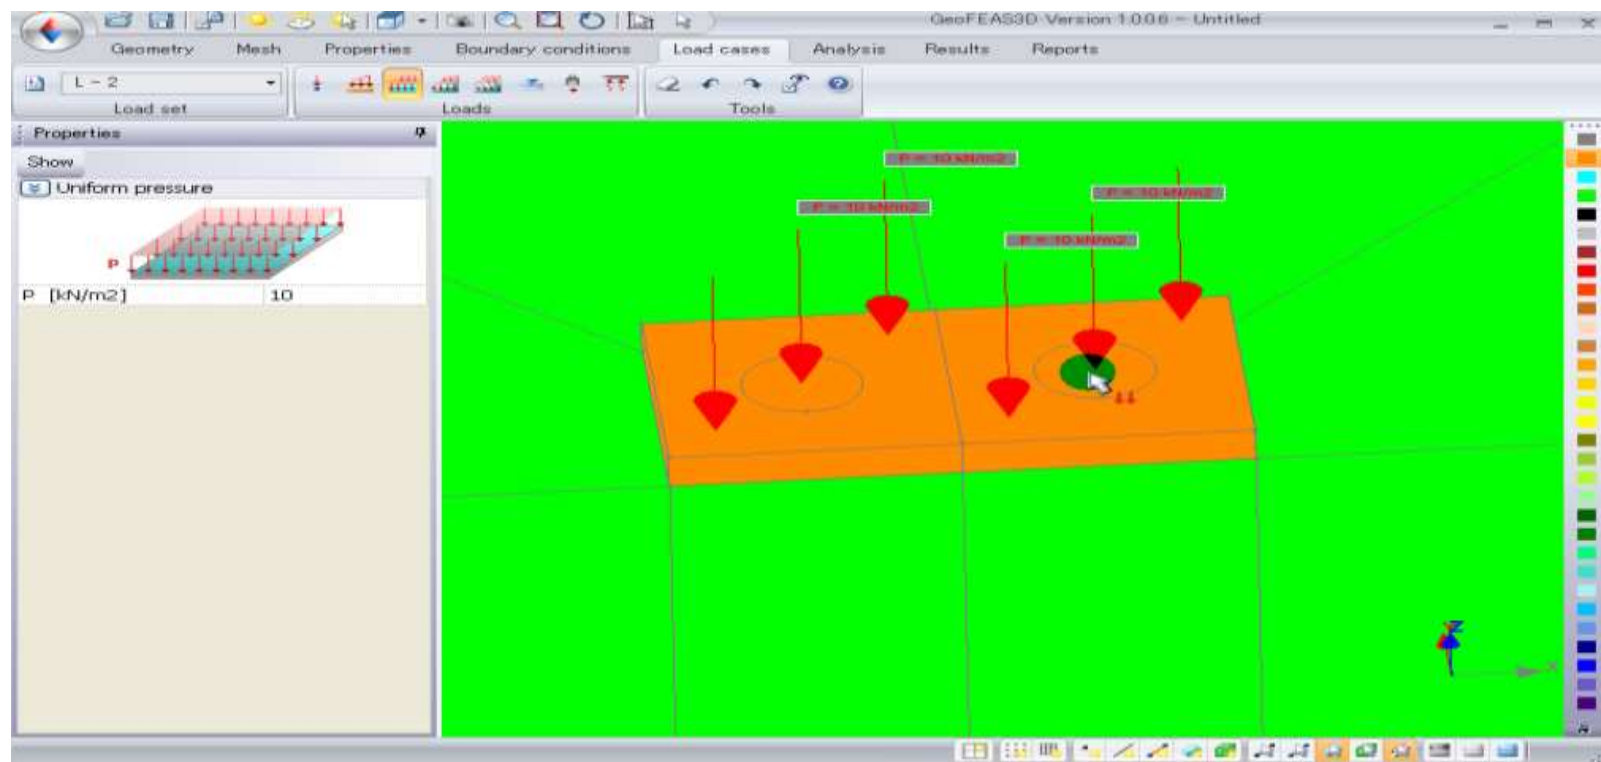 GeoFEAS3D Version 1.0.0.6 - Untitled
Geometry Mesh Properties Boundary conditions Load cases Analysis Results Reports
L - 2
Load set Loads Tools
Properties
Show
Uniform pressure
P
P [kN/m2] 10
P = 10 kN/m2
P = 10 kN/m2
P = 10 kN/m2
P = 10 kN/m2
Z
X